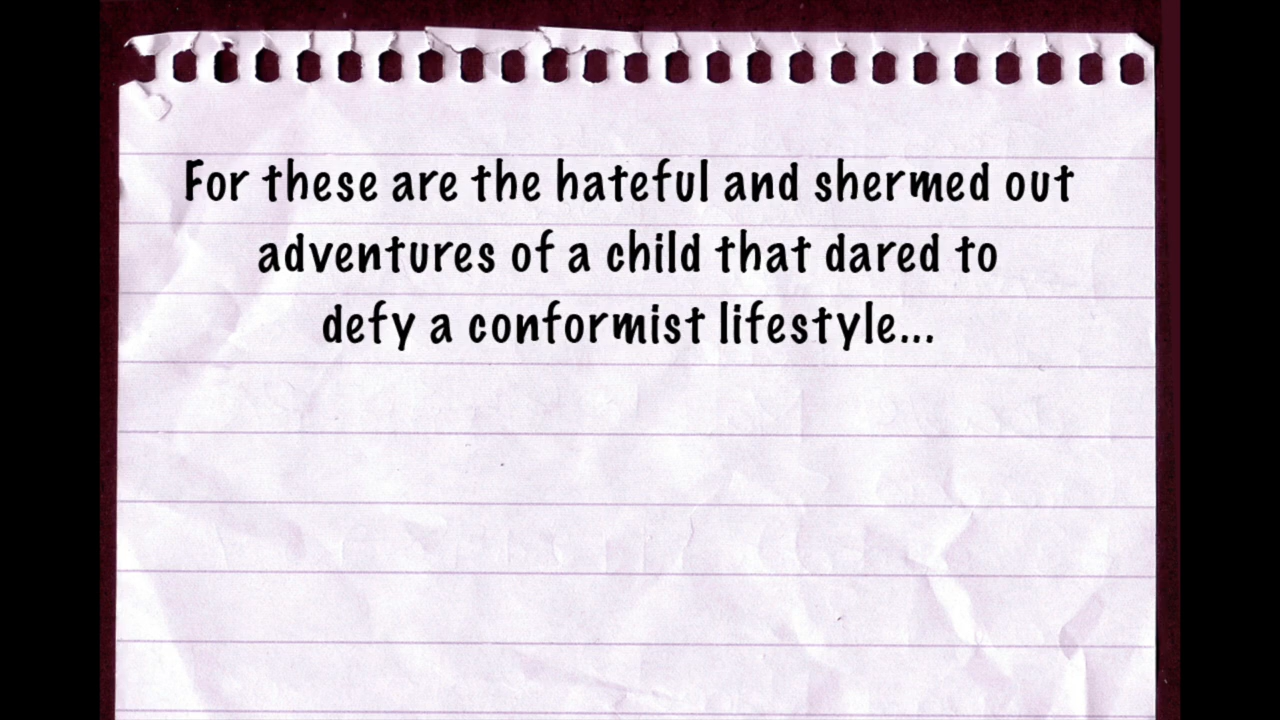 For these are the hateful and shermed out
adventures of a child that dared to
defy a conformist lifestyle...